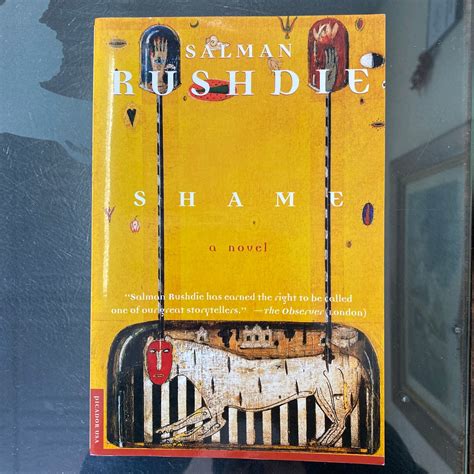 SALMAN
RUSHDIE
SHAME
a novel
"Salman Rushdie has earned the right to be called
one of our great storytellers." —The Observer (London)
PICADOR USA